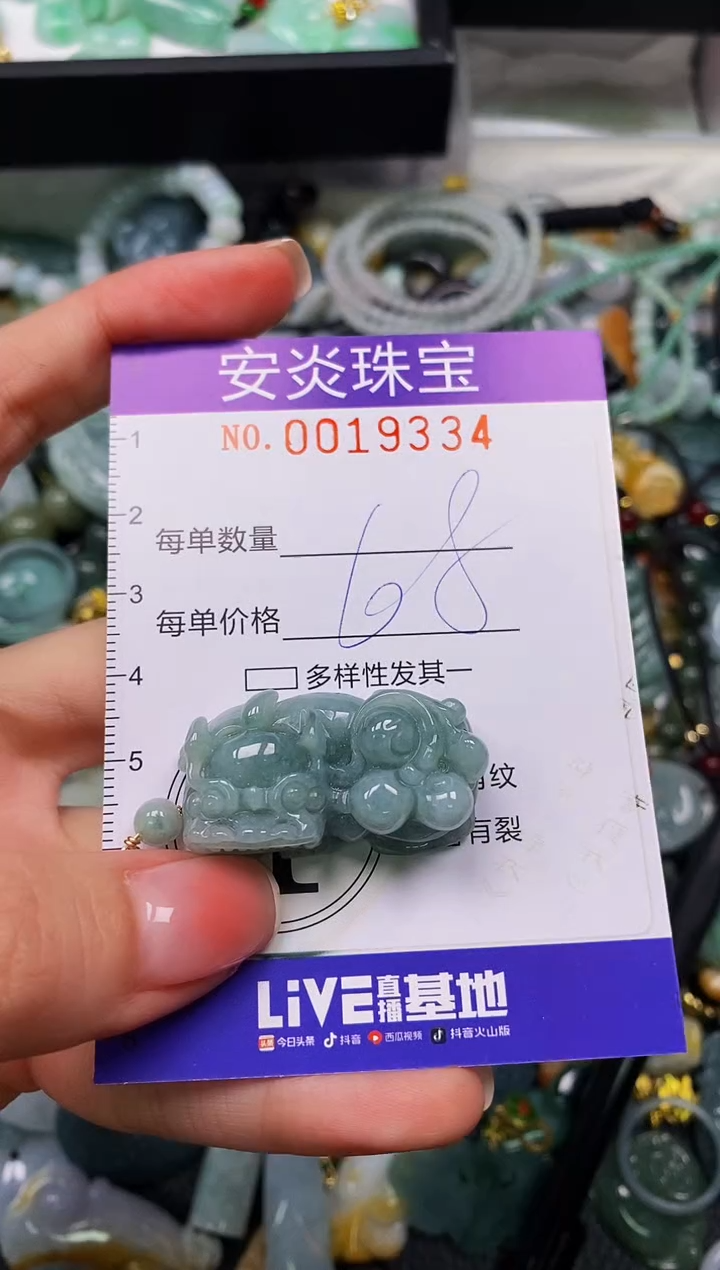 安炎珠宝
NO. 0019334
1
2
每单数量
68
3
每单价格
4
多样性发其一
5
纹
有裂
LiVE直播基地
头条 今日头条 抖音 西瓜视频 抖音火山版